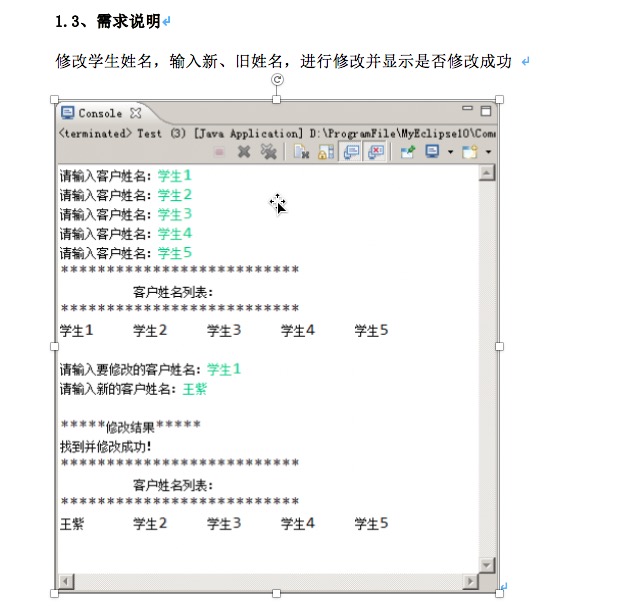 1.3、需求说明
修改学生姓名，输入新、旧姓名，进行修改并显示是否修改成功
Console
<terminated> Test (3) [Java Application] D:\ProgramFile\MyEclipse10\Com
请输入客户姓名：学生1
请输入客户姓名：学生2
请输入客户姓名：学生3
请输入客户姓名：学生4
请输入客户姓名：学生5
**************************
客户姓名列表：
**************************
学生1 学生2 学生3 学生4 学生5
请输入要修改的客户姓名：学生1
请输入新的客户姓名：王紫
*****修改结果*****
找到并修改成功！
**************************
客户姓名列表：
**************************
王紫 学生2 学生3 学生4 学生5